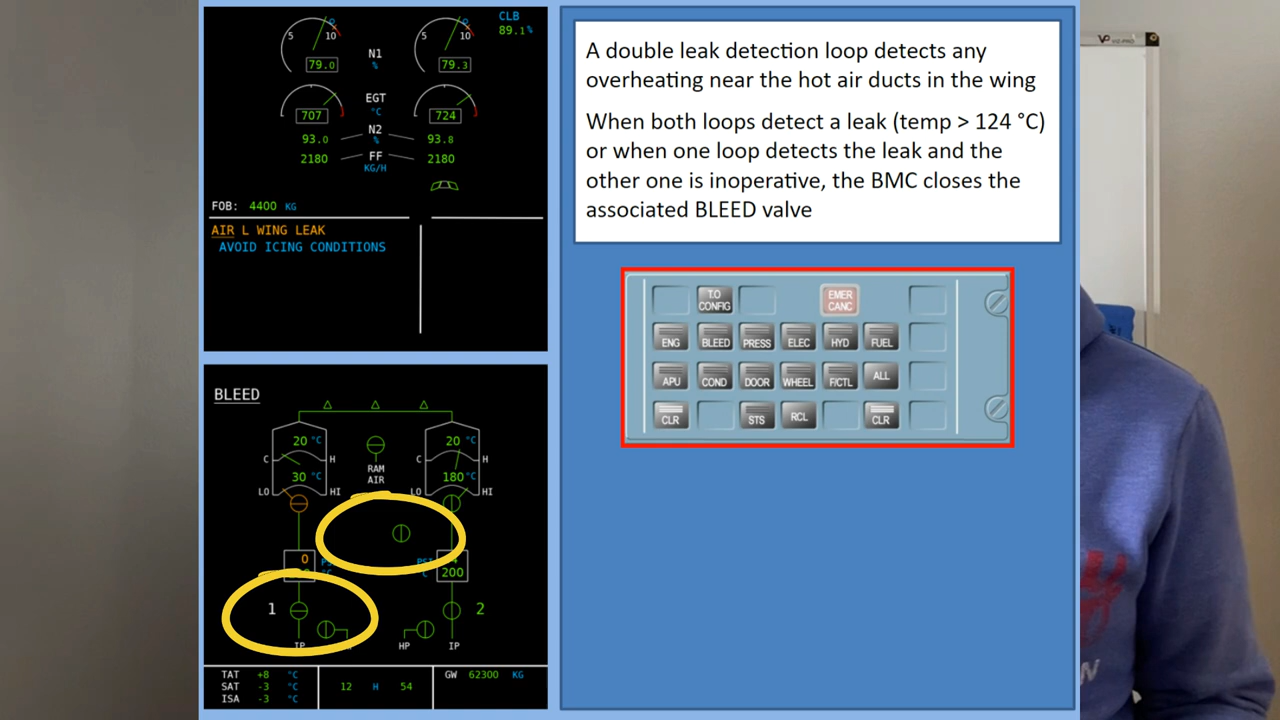 CLB
89.1%
5 10
N1
%
5 10
79.0
79.3
EGT
°C
707
724
N2
%
93.0
93.8
FF
KG/H
2180
2180
FOB: 4400 KG
AIR L WING LEAK
AVOID ICING CONDITIONS
BLEED
20 °C
20 °C
C H
C H
RAM
AIR
30 °C
180 °C
LO HI
LO HI
0
200
1
2
IP
HP
IP
TAT +8 °C
SAT -3 °C
ISA -3 °C
12 H 54
GW 62300 KG
A double leak detection loop detects any
overheating near the hot air ducts in the wing
When both loops detect a leak (temp > 124 °C)
or when one loop detects the leak and the
other one is inoperative, the BMC closes the
associated BLEED valve
T.O
CONFIG
EMER
CANC
ENG BLEED PRESS ELEC HYD FUEL
APU COND DOOR WHEEL F/CTL ALL
CLR STS RCL CLR
VIZ-PRO